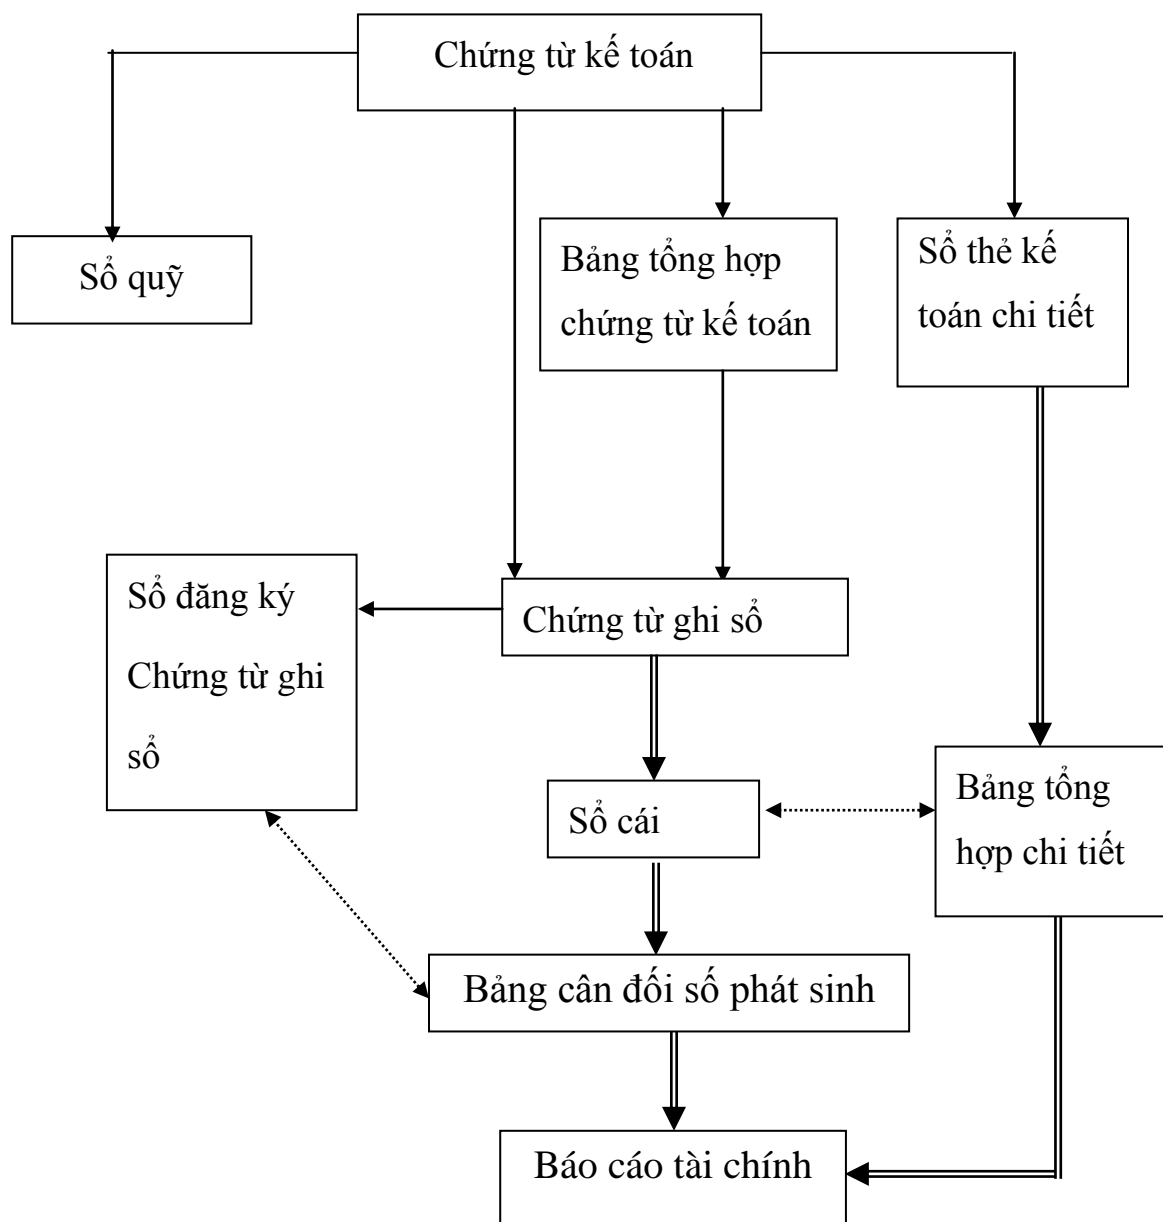 Chứng từ kế toán
Sổ quỹ
Bảng tổng hợp
chứng từ kế toán
Sổ thẻ kế
toán chi tiết
Sổ đăng ký
Chứng từ ghi
sổ
Chứng từ ghi sổ
Sổ cái
Bảng tổng
hợp chi tiết
Bảng cân đối số phát sinh
Báo cáo tài chính